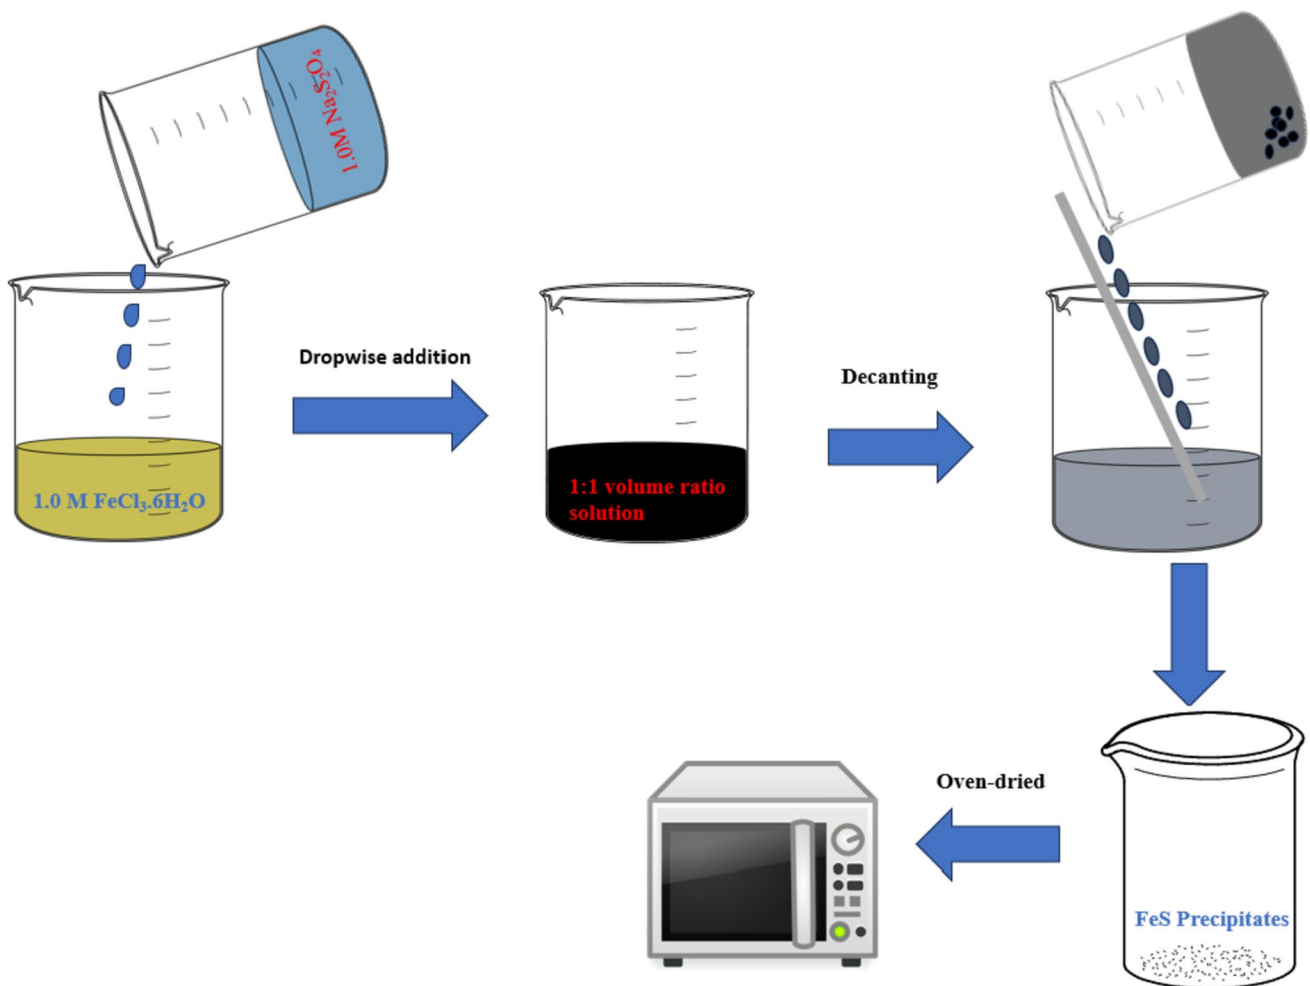 1.0M Na₂S₂O₄
Dropwise addition
Decanting
1.0 M FeCl₃.6H₂O
1:1 volume ratio
solution
Oven-dried
FeS Precipitates